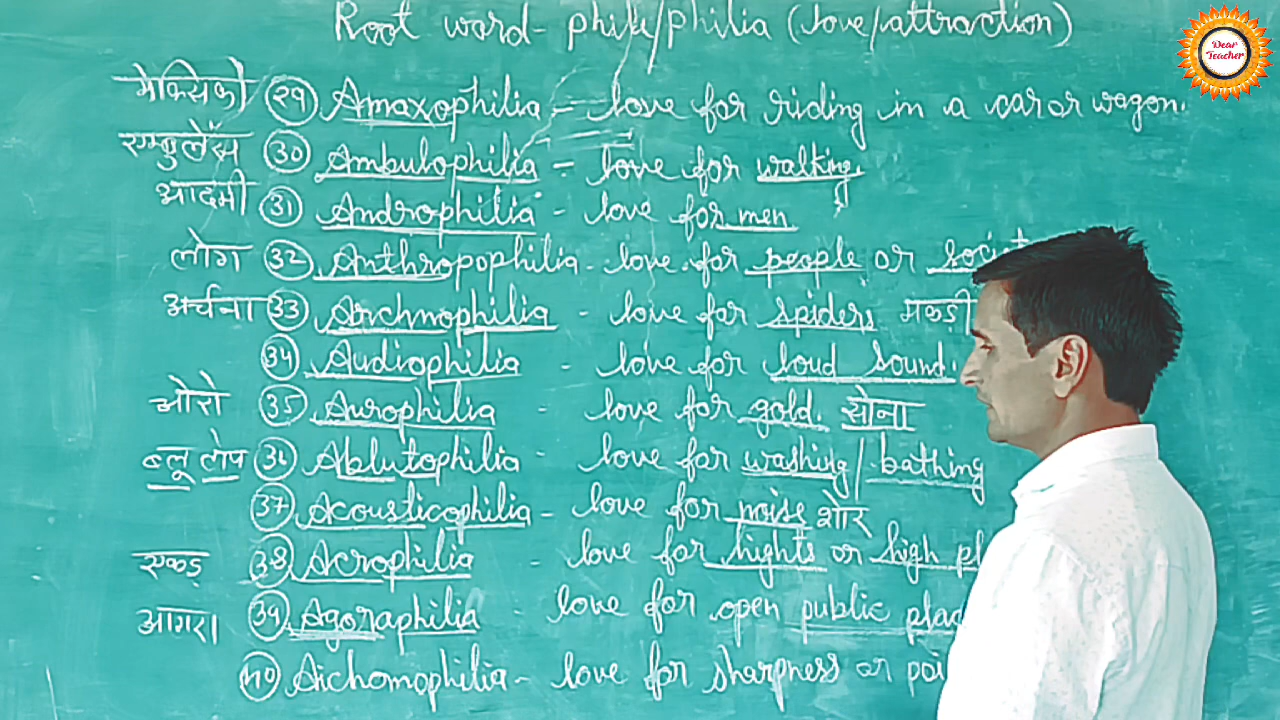 Root word- phile/philia (love/attraction)
Dear Teacher
मेक्सिको (29) Amaxophilia - love for riding in a car or wagon.
एम्बुलेंस (30) Ambulophilia - love for walking.
आदमी (31) Androphilia - love for men
लोग (32) Anthropophilia - love for people or
अर्चना (33) Archnophilia - love for spiders मकड़ी
(34) Audiophilia - love for loud sound.
ओरो (35) Aurophilia - love for gold. सोना
ब्लू टोप (36) Ablutophilia - love for washing / bathing
(37) Acousticophilia - love for noise शोर
एकड़ (38) Acrophilia - love for hights or high
आगरा (39) Agoraphilia - love for open public
(40) Aichomophilia - love for sharpness or